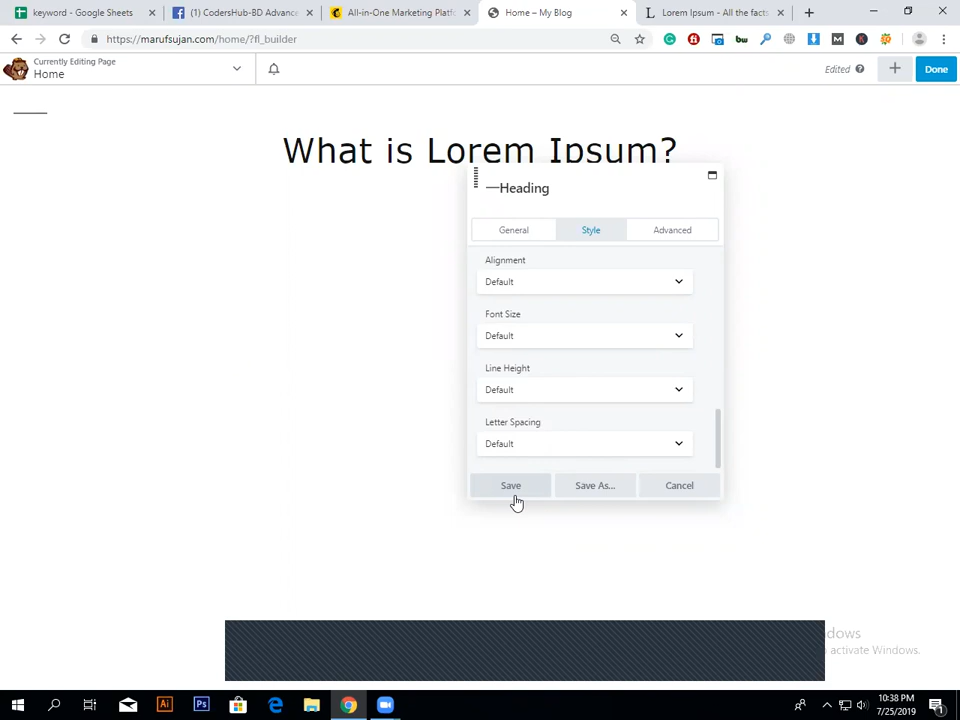 keyword - Google Sheets
(1) CodersHub-BD Advance
All-in-One Marketing Platfo
Home – My Blog
Lorem Ipsum - All the facts
https://marufsujan.com/home/?fl_builder
Currently Editing Page
Home
Edited
Done
What is Lorem Ipsum?
—Heading
General
Style
Advanced
Alignment
Default
Font Size
Default
Line Height
Default
Letter Spacing
Default
Save
Save As...
Cancel
dows
activate Windows.
10:38 PM
7/25/2019